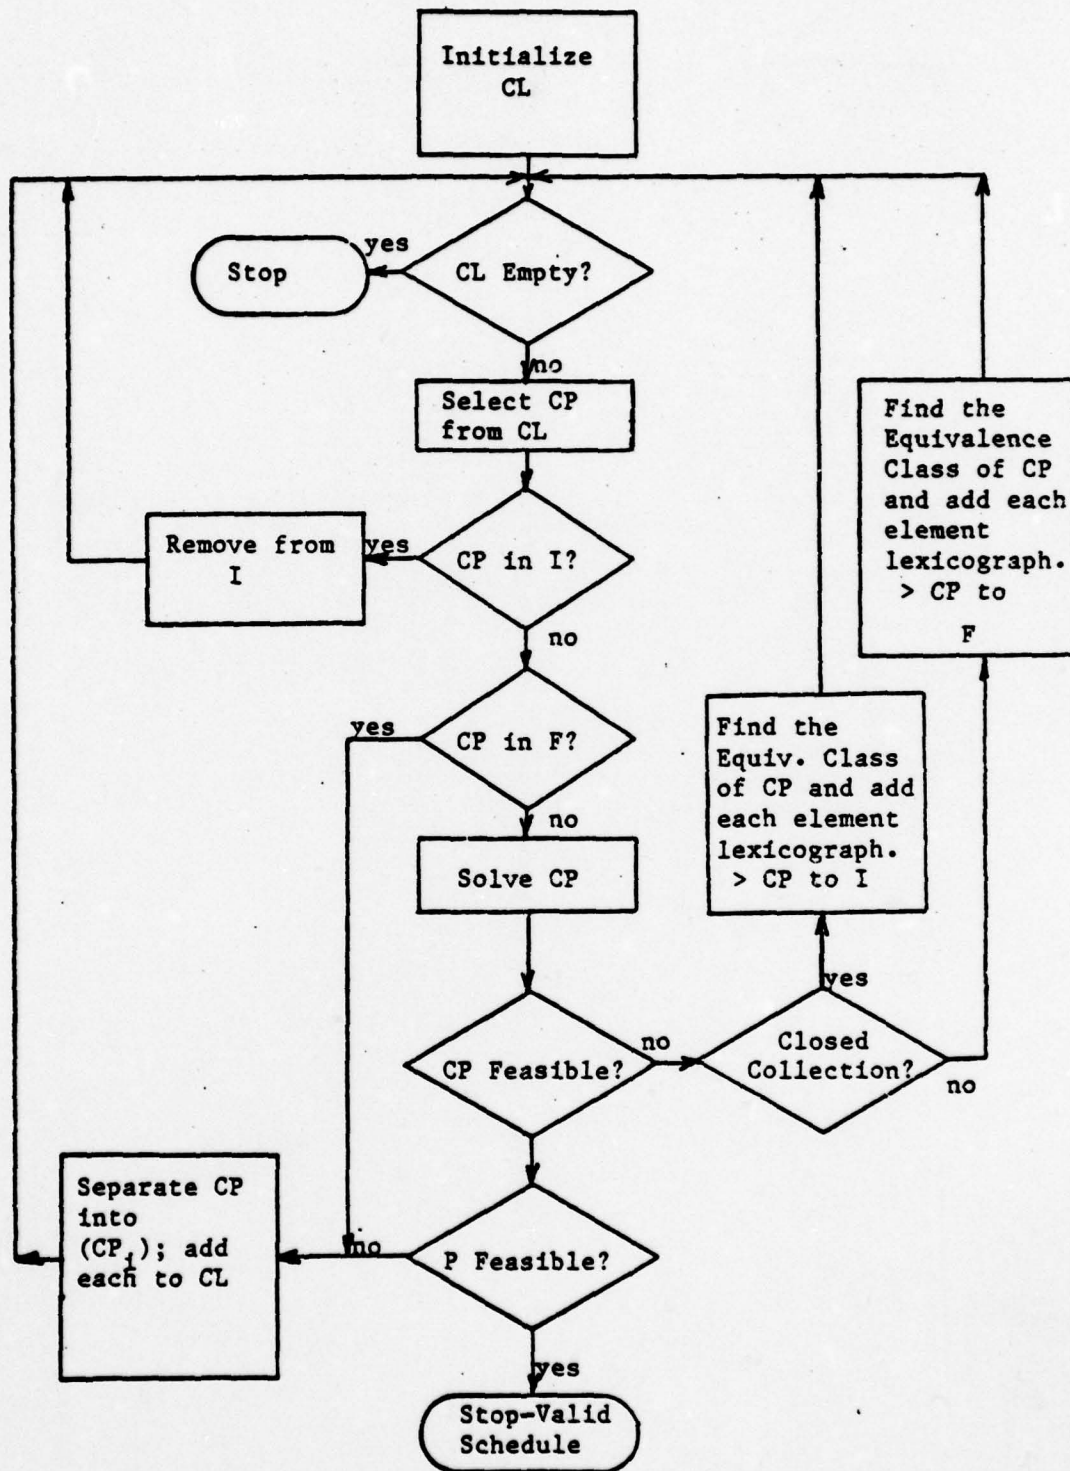 Initialize
CL
yes
Stop
CL Empty?
no
Select CP
from CL
Find the
Equivalence
Class of CP
and add each
element
lexicograph.
> CP to
F
Remove from
I
yes
CP in I?
no
yes
CP in F?
no
Find the
Equiv. Class
of CP and add
each element
lexicograph.
> CP to I
Solve CP
yes
CP Feasible?
no
Closed
Collection?
no
Separate CP
into
(CPi); add
each to CL
no
P Feasible?
yes
Stop-Valid
Schedule